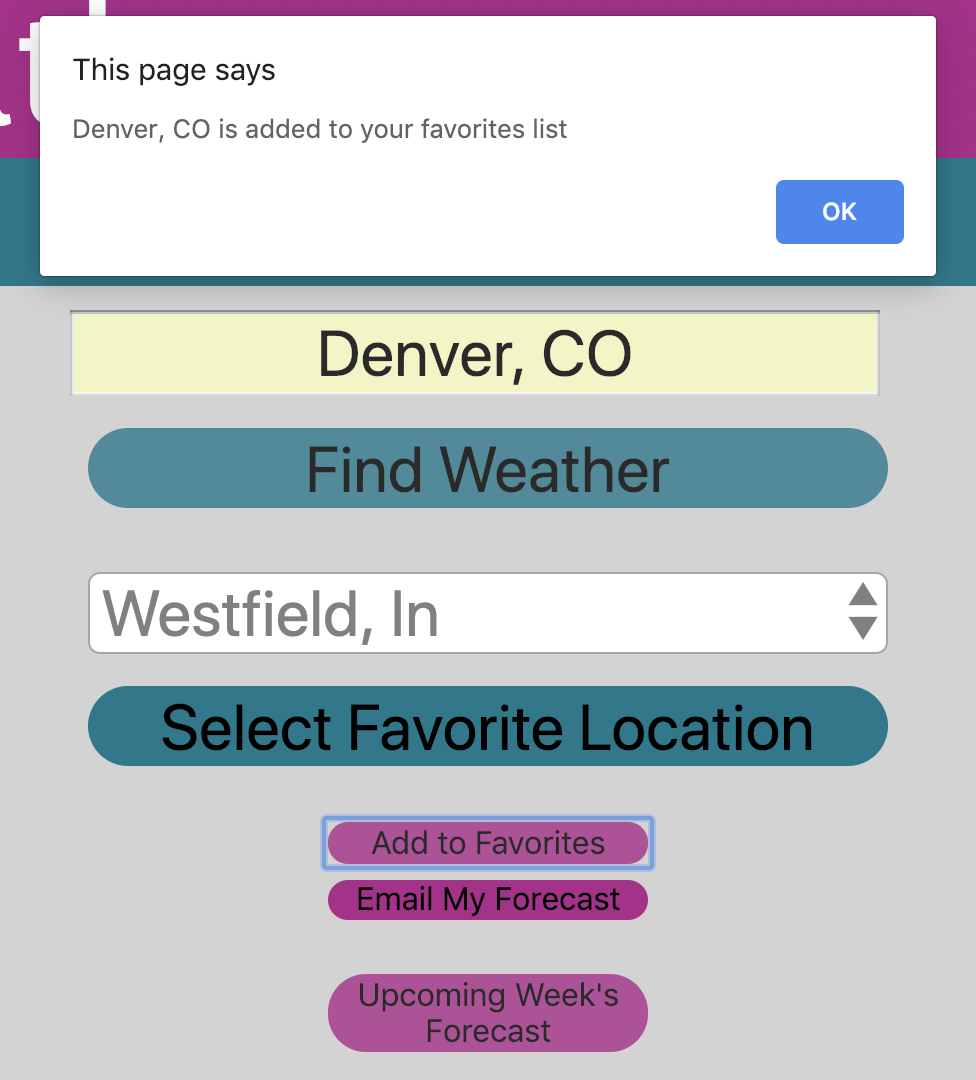 This page says
Denver, CO is added to your favorites list
OK
Denver, CO
Find Weather
Westfield, In
Select Favorite Location
Add to Favorites
Email My Forecast
Upcoming Week's
Forecast